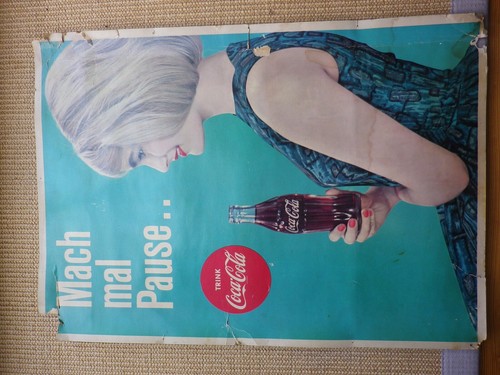 Mach
mal
Pause..
Coca-Cola
TRINK
Coca-Cola